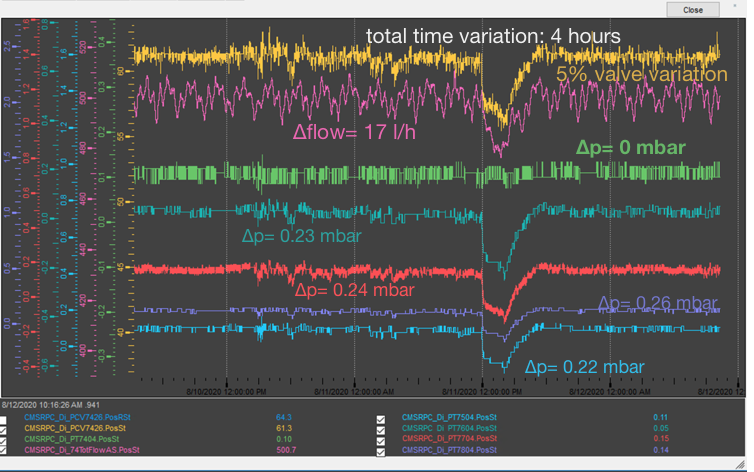 Close
total time variation: 4 hours
5% valve variation
Δflow= 17 l/h
Δp= 0 mbar
Δp= 0.23 mbar
Δp= 0.24 mbar
Δp= 0.26 mbar
Δp= 0.22 mbar
8/10/2020 12:00:00 PM
8/11/2020 12:00:00 AM
8/11/2020 12:00:00 PM
8/12/2020 12:00:00 AM
8/12/2020 12:
8/12/2020 10:16:26 AM .941
CMSRPC_Di_PCV7426.PosRSt 64.3 CMSRPC_Di_PT7504.PosSt 0.11
CMSRPC_Di_PCV7426.PosSt 61.3 CMSRPC_Di_PT7604.PosSt 0.05
CMSRPC_Di_PT7404.PosSt 0.10 CMSRPC_Di_PT7704.PosSt 0.15
CMSRPC_Di_74TotFlowAS.PosSt 500.7 CMSRPC_Di_PT7804.PosSt 0.14